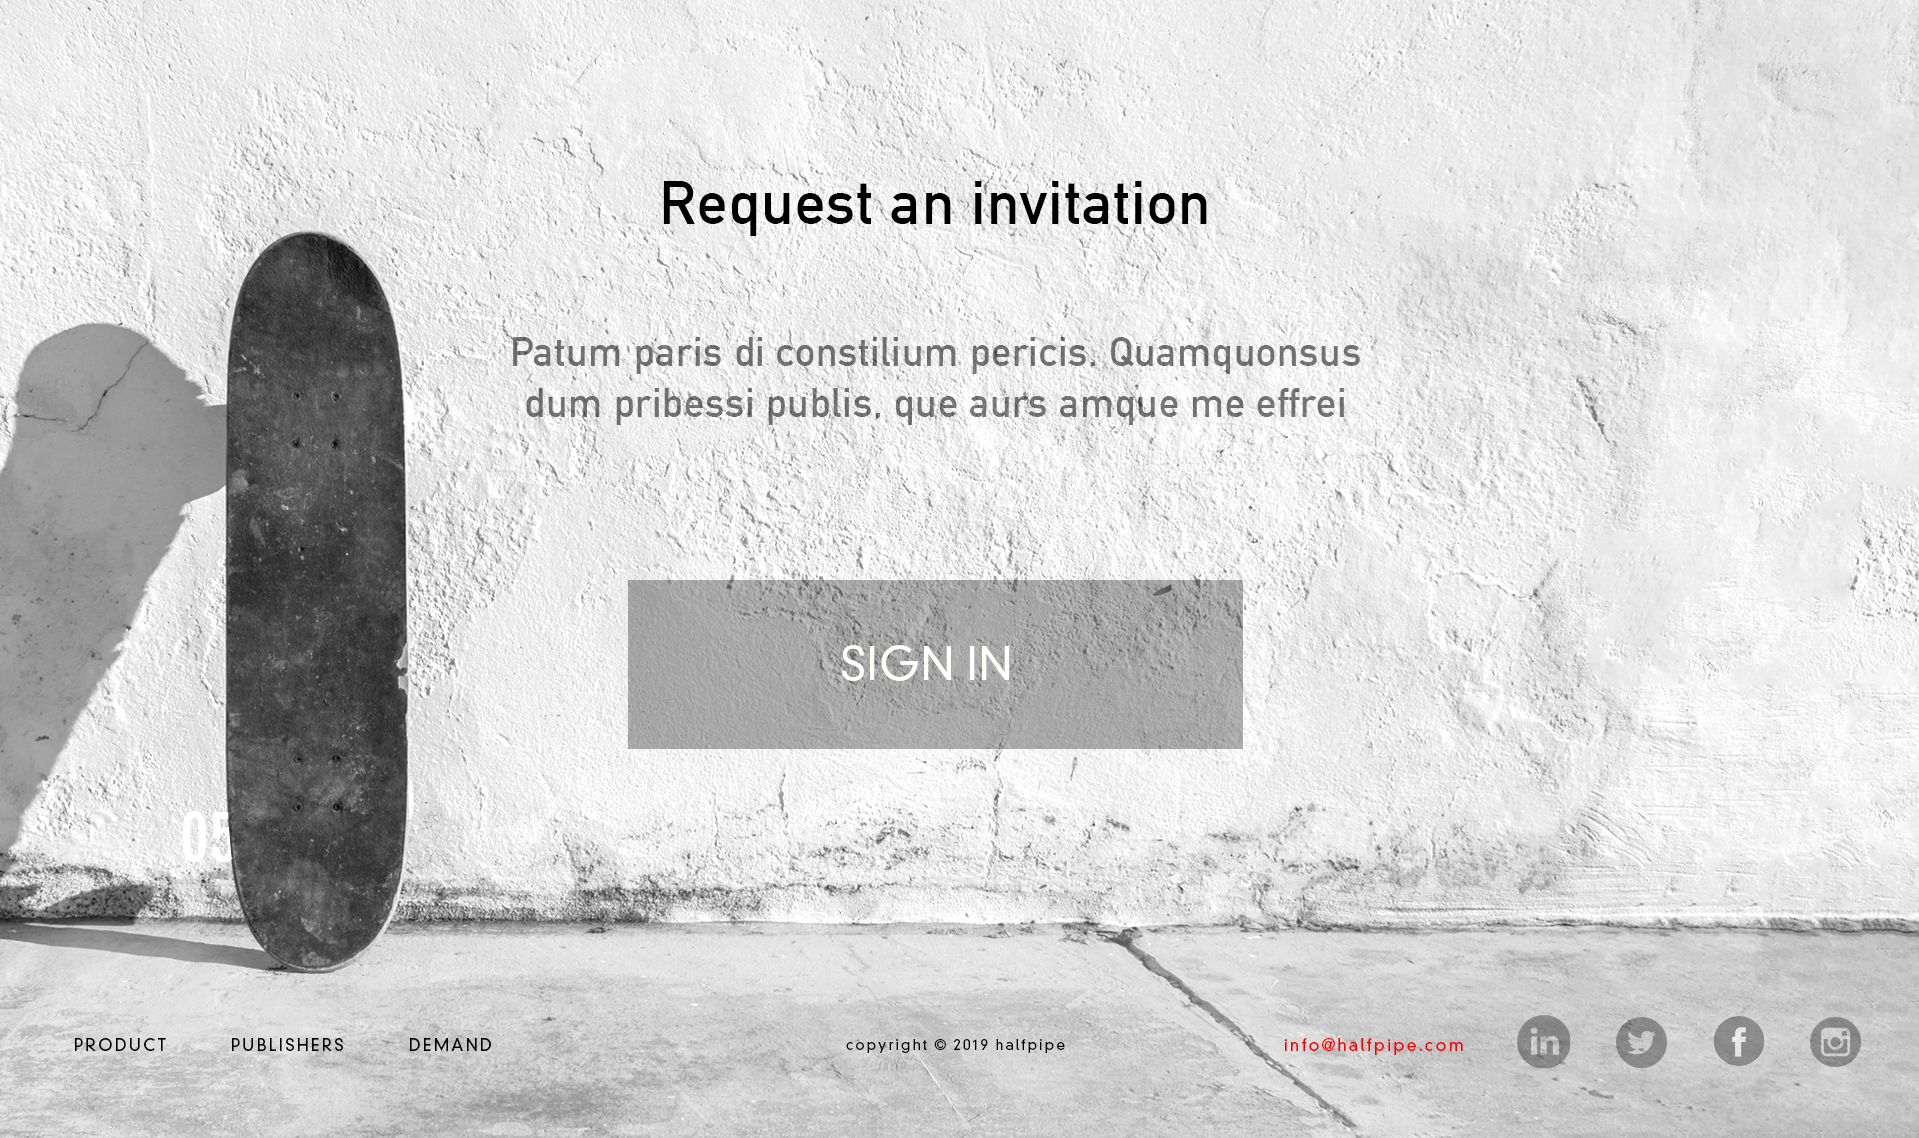 Request an invitation
Patum paris di constilium pericis. Quamquonsus
dum pribessi publis, que aurs amque me effrei
SIGN IN
05
PRODUCT PUBLISHERS DEMAND copyright © 2019 halfpipe info@halfpipe.com in f